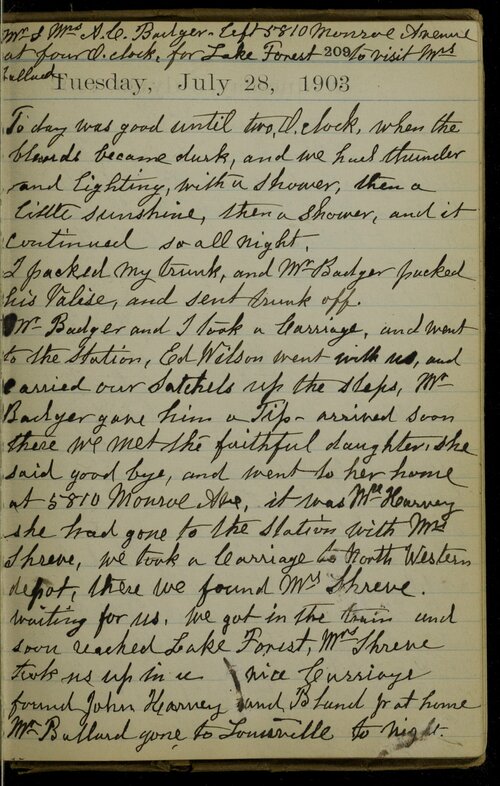 Mr & Mrs A.C. Badger. Left 5810 Monroe Avenue
at four O.clock, for Lake Forest 209 to visit Mrs
Ballard
Tuesday, July 28, 1903
To day was good until two, O.clock, when the
clouds became dark, and we had thunder
and lighting, with a shower, then a
little sunshine, then a shower, and it
continued so all night.
I packed my trunk, and Mr Badger packed
his Valise, and sent trunk off.
Mr Badger and I took a Carriage, and went
to the Station, Ed Wilson went with us, and
carried our Satchels up the steps, Mr
Badger gave him a Tip - arrived soon
there we met the faithful daughter, she
said good bye, and went to her home
at 5810 Monroe Ave, it was Harvey
she had gone to the Station with Mrs
Shreve, we took a Carriage to North Western
depot, there we found Mrs Shreve.
waiting for us, we got in the train and
soon reached Lake Forest, Mrs Shreve
took us up in a nice Carriage
found John Harvey and Bland Jr at home
Mr Ballard gone to Louisville to night.